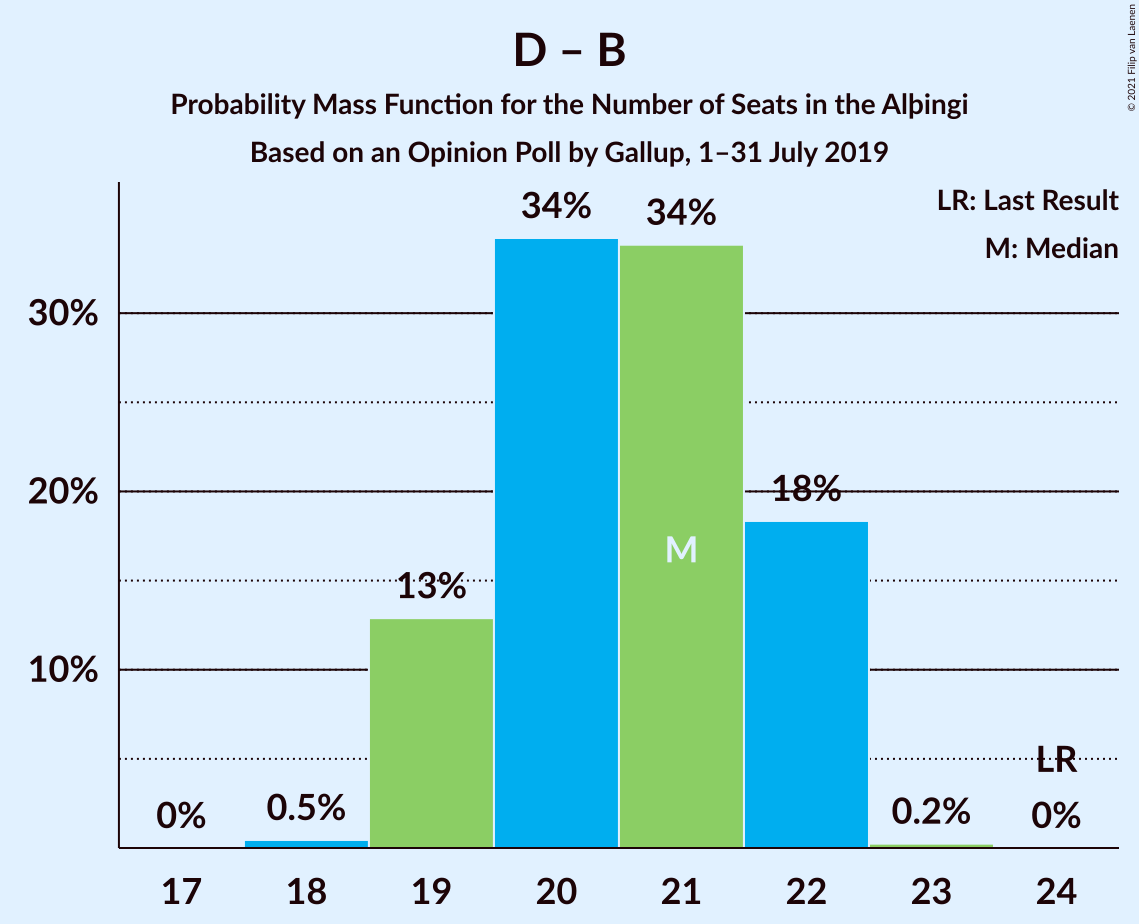 D – B
Probability Mass Function for the Number of Seats in the Alþingi
Based on an Opinion Poll by Gallup, 1–31 July 2019
© 2021 Filip van Laenen
LR: Last Result
M: Median
34%
34%
30%
20%
18%
M
13%
10%
LR
0%
0.5%
0.2%
0%
17
18
19
20
21
22
23
24